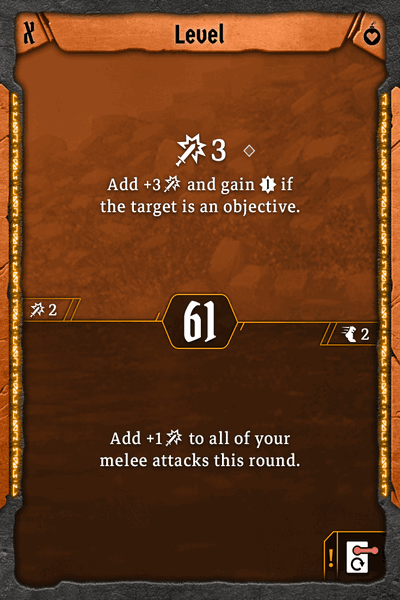 Level
3
Add +3 and gain 1 if
the target is an objective.
2
61
2
Add +1 to all of your
melee attacks this round.
!